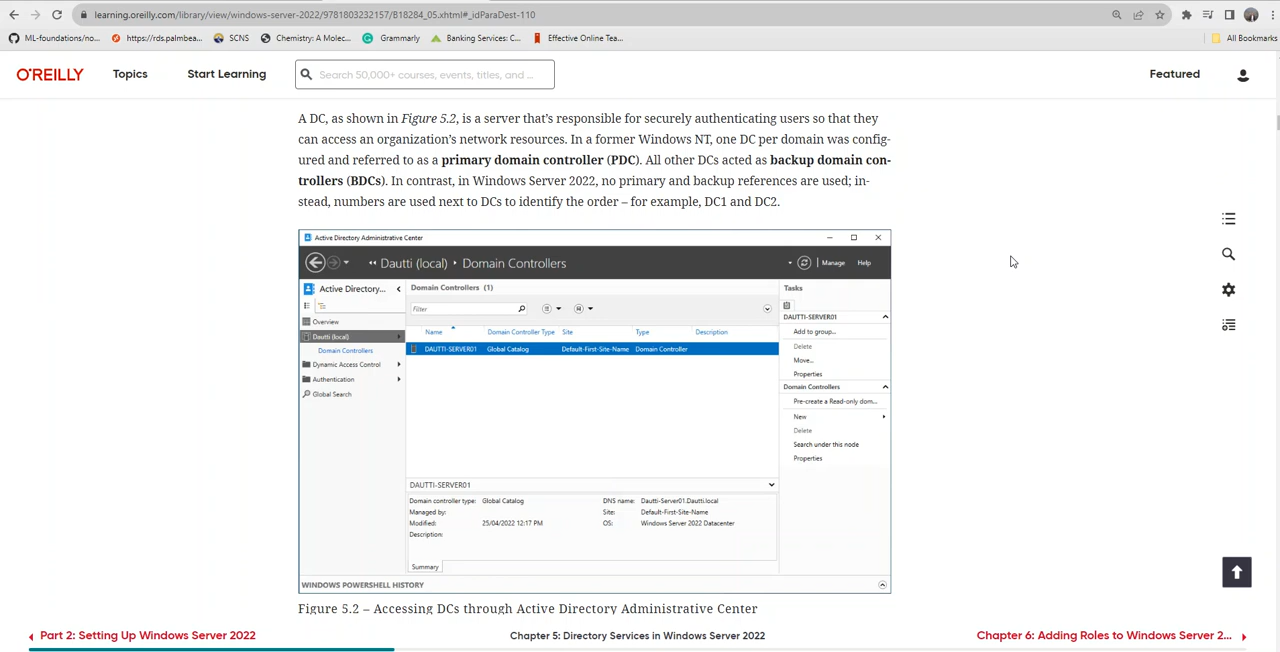 learning.oreilly.com/library/view/windows-server-2022/9781803232157/B18284_05.xhtml#_idParaDest-110
ML-foundations/no...
https://rds.palmbea...
SCNS
Chemistry: A Molec...
Grammarly
Banking Services: C...
Effective Online Tea...
All Bookmarks
O'REILLY
Topics
Start Learning
Search 50,000+ courses, events, titles, and ...
Featured
A DC, as shown in Figure 5.2, is a server that’s responsible for securely authenticating users so that they
can access an organization’s network resources. In a former Windows NT, one DC per domain was config-
ured and referred to as a primary domain controller (PDC). All other DCs acted as backup domain con-
trollers (BDCs). In contrast, in Windows Server 2022, no primary and backup references are used; in-
stead, numbers are used next to DCs to identify the order – for example, DC1 and DC2.
Active Directory Administrative Center
Dautti (local) • Domain Controllers
Manage
Help
Active Directory...
Overview
Dautti (local)
Domain Controllers
Dynamic Access Control
Authentication
Global Search
Domain Controllers (1)
Filter
Name
Domain Controller Type
Site
Type
Description
DAUTTI-SERVER01
Global Catalog
Default-First-Site-Name
Domain Controller
DAUTTI-SERVER01
Domain controller type: Global Catalog
Managed by:
Modified: 25/04/2022 12:17 PM
Description:
DNS name: Dautti-Server01.Dautti.local
Site: Default-First-Site-Name
OS: Windows Server 2022 Datacenter
Summary
Tasks
DAUTTI-SERVER01
Add to group...
Delete
Move...
Properties
Domain Controllers
Pre-create a Read-only dom...
New
Delete
Search under this node
Properties
WINDOWS POWERSHELL HISTORY
Figure 5.2 – Accessing DCs through Active Directory Administrative Center
Part 2: Setting Up Windows Server 2022
Chapter 5: Directory Services in Windows Server 2022
Chapter 6: Adding Roles to Windows Server 2...